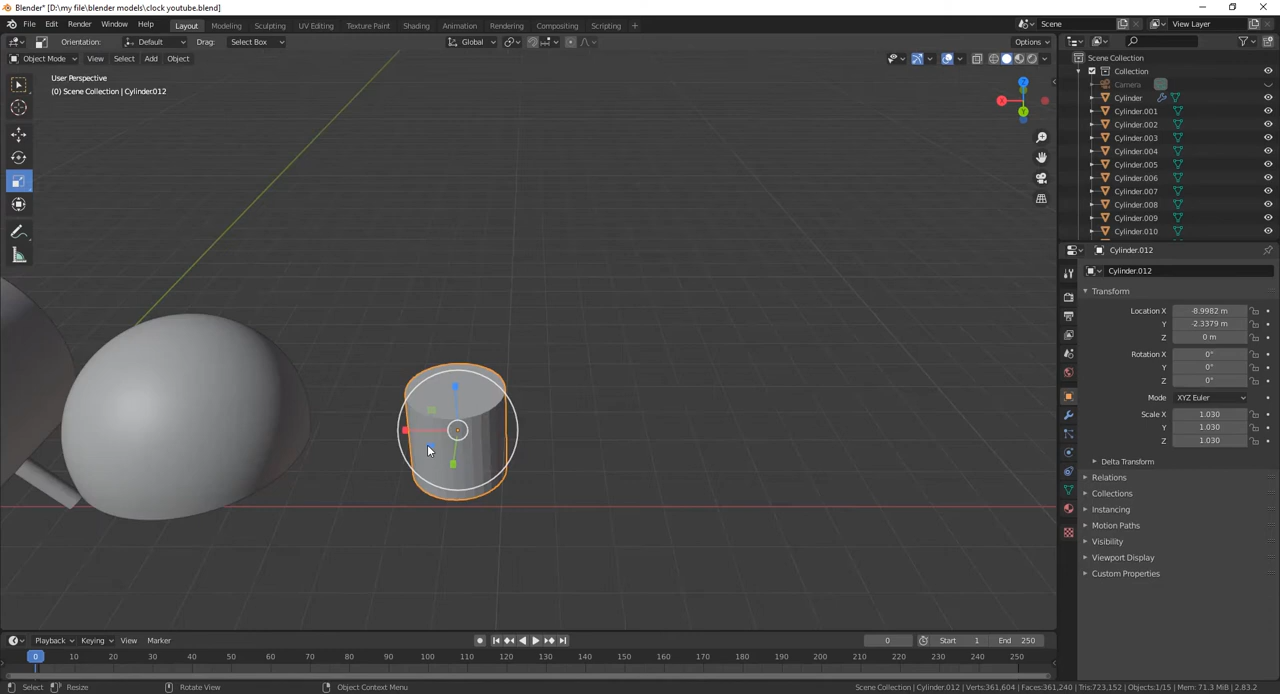 Blender* [D:\my file\blender models\clock youtube.blend]
File Edit Render Window Help Layout Modeling Sculpting UV Editing Texture Paint Shading Animation Rendering Compositing Scripting + Scene View Layer
Orientation: Default Drag: Select Box Global Options
Object Mode View Select Add Object
User Perspective
(0) Scene Collection | Cylinder.012
Z
X
Y
Scene Collection
Collection
Camera
Cylinder
Cylinder.001
Cylinder.002
Cylinder.003
Cylinder.004
Cylinder.005
Cylinder.006
Cylinder.007
Cylinder.008
Cylinder.009
Cylinder.010
Cylinder.012
Cylinder.012
Transform
Location X -8.9982 m
Y -2.3379 m
Z 0 m
Rotation X 0°
Y 0°
Z 0°
Mode XYZ Euler
Scale X 1.030
Y 1.030
Z 1.030
Delta Transform
Relations
Collections
Instancing
Motion Paths
Visibility
Viewport Display
Custom Properties
Playback Keying View Marker 0 Start 1 End 250
0 10 20 30 40 50 60 70 80 90 100 110 120 130 140 150 160 170 180 190 200 210 220 230 240 250
Select Resize Rotate View Object Context Menu Scene Collection | Cylinder.012 | Verts:361,604 | Faces:361,240 | Tris:723,152 | Objects:1/15 | Mem: 71.3 MiB | 2.83.2